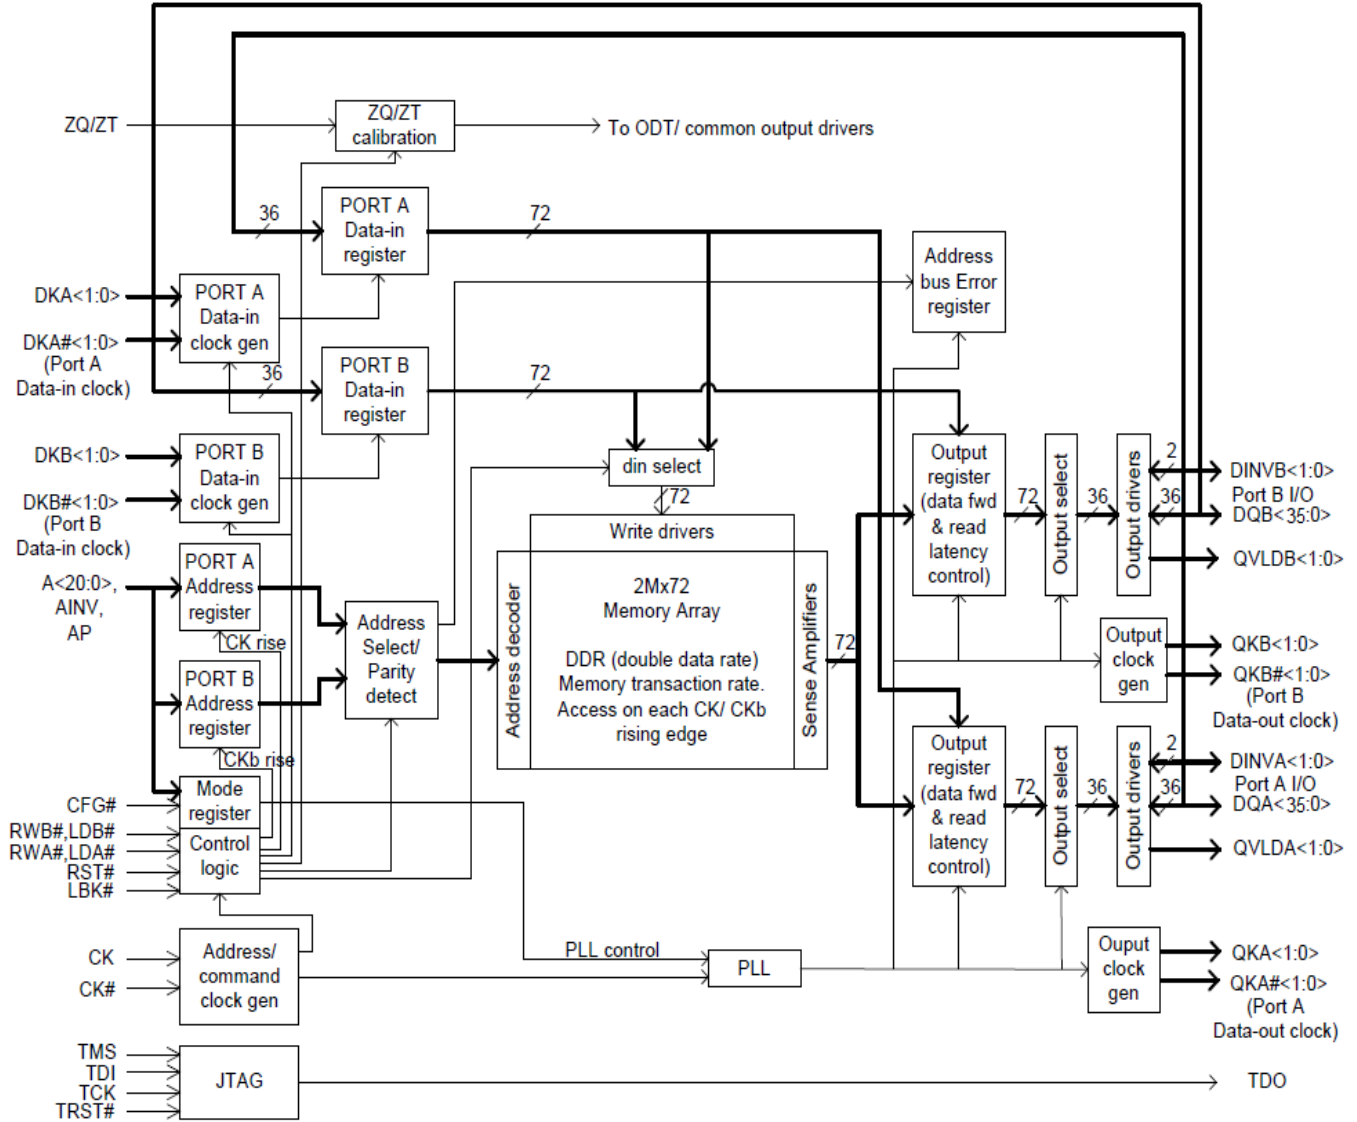 ZQ/ZT
ZQ/ZT
calibration
To ODT/ common output drivers
36
PORT A
Data-in
register
72
Address
bus Error
register
DKA<1:0>
DKA#<1:0>
(Port A
Data-in clock)
PORT A
Data-in
clock gen
36
PORT B
Data-in
register
72
DKB<1:0>
DKB#<1:0>
(Port B
Data-in clock)
PORT B
Data-in
clock gen
din select
72
Write drivers
Output
register
(data fwd
& read
latency
control)
72
Output select
36
Output drivers
2
36
DINVB<1:0>
Port B I/O
DQB<35:0>
QVLDB<1:0>
A<20:0>,
AINV,
AP
PORT A
Address
register
CK rise
PORT B
Address
register
CKb rise
Address
Select/
Parity
detect
Address decoder
2Mx72
Memory Array
DDR (double data rate)
Memory transaction rate.
Access on each CK/ CKb
rising edge
Sense Amplifiers
72
Output
clock
gen
QKB<1:0>
QKB#<1:0>
(Port B
Data-out clock)
Output
register
(data fwd
& read
latency
control)
72
Output select
36
Output drivers
2
36
DINVA<1:0>
Port A I/O
DQA<35:0>
QVLDA<1:0>
CFG#
RWB#,LDB#
RWA#,LDA#
RST#
LBK#
Mode
register
Control
logic
CK
CK#
Address/
command
clock gen
PLL control
PLL
Ouput
clock
gen
QKA<1:0>
QKA#<1:0>
(Port A
Data-out clock)
TMS
TDI
TCK
TRST#
JTAG
TDO